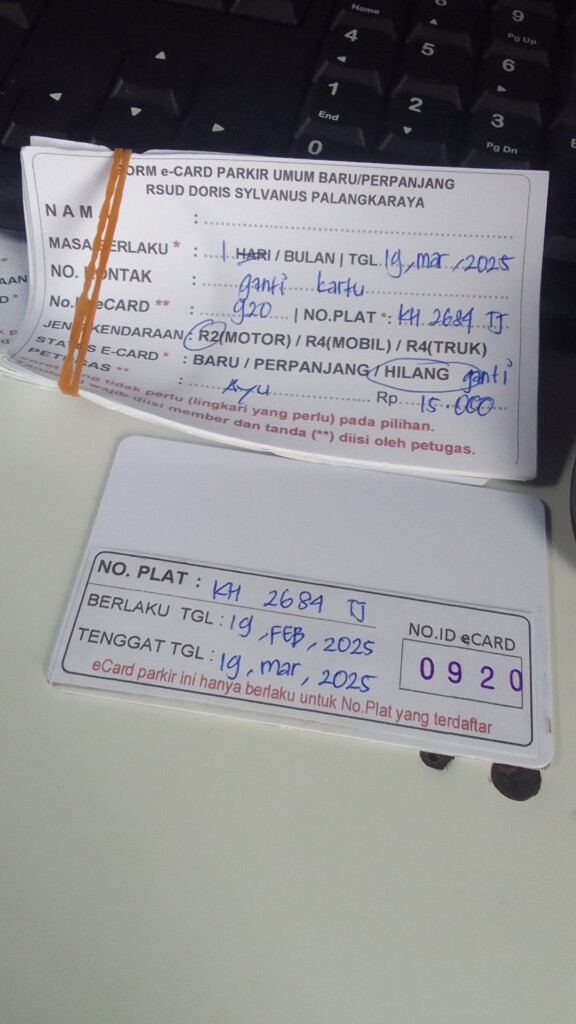 Home
8
9
Pg Up
4
5
6
1
End
2
3
Pg Dn
0
FORM e-CARD PARKIR UMUM BARU/PERPANJANG
RSUD DORIS SYLVANUS PALANGKARAYA
NAM :
MASA BERLAKU * : 1 HARI / BULAN | TGL 19, mar, 2025
NO. KONTAK : ganti kartu
No. eCARD ** : 920 | NO.PLAT * : KH 2684 TJ
JENIS KENDARAAN : R2(MOTOR) / R4(MOBIL) / R4(TRUK)
STATUS E-CARD * : BARU / PERPANJANG / HILANG ganti
PETUGAS ** : Ayu Rp 15.000
tidak perlu (lingkari yang perlu) pada pilihan.
wajib diisi member dan tanda (**) diisi oleh petugas.
NO. PLAT : KH 2684 TJ
BERLAKU TGL : 19, FEB, 2025
TENGGAT TGL : 19, mar, 2025
NO.ID eCARD
0920
eCard parkir ini hanya berlaku untuk No.Plat yang terdaftar